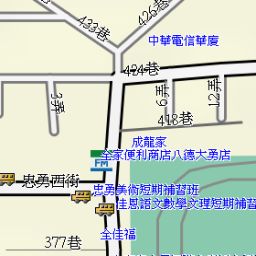 433巷
426巷
中華電信華廈
424巷
3弄
6弄
12弄
418巷
成龍家
全家便利商店八德大勇店
FM
忠勇西街
忠勇美術短期補習班
佳恩語文數學文理短期補
全佳福
377巷